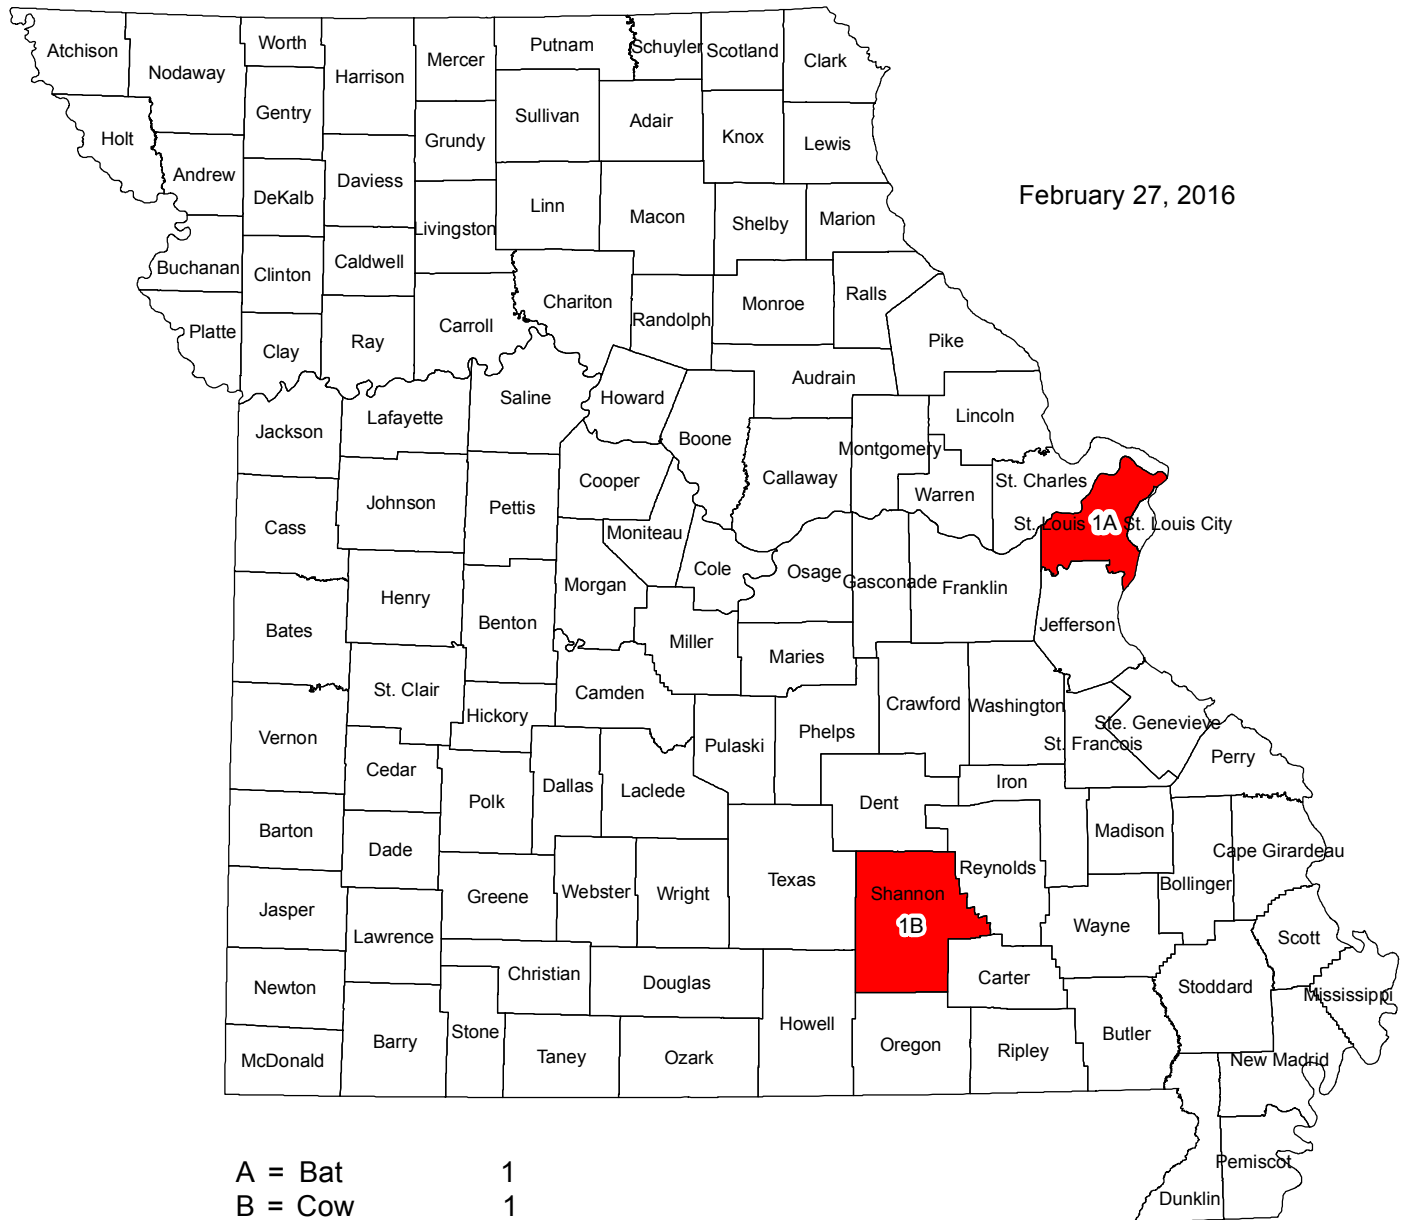 Atchison
Nodaway
Worth
Harrison
Mercer
Putnam
Schuyler
Scotland
Clark
Holt
Gentry
Grundy
Sullivan
Adair
Knox
Lewis
Andrew
DeKalb
Daviess
Livingston
Linn
Macon
Shelby
Marion
February 27, 2016
Buchanan
Clinton
Caldwell
Chariton
Randolph
Monroe
Ralls
Platte
Clay
Ray
Carroll
Pike
Audrain
Saline
Howard
Lafayette
Jackson
Boone
Lincoln
Montgomery
Callaway
Cooper
Warren
St. Charles
Johnson
Pettis
Cass
Moniteau
St. Louis
1A
St. Louis City
Cole
Osage
Gasconade
Franklin
Morgan
Henry
Benton
Bates
Miller
Maries
Jefferson
St. Clair
Camden
Hickory
Crawford
Washington
Ste. Genevieve
St. Francois
Vernon
Pulaski
Phelps
Perry
Cedar
Polk
Dallas
Laclede
Dent
Iron
Barton
Dade
Madison
Cape Girardeau
Texas
Reynolds
Bollinger
Jasper
Greene
Webster
Wright
Shannon
1B
Lawrence
Wayne
Scott
Christian
Douglas
Carter
Newton
Stoddard
Mississippi
Howell
Stone
Barry
McDonald
Taney
Ozark
Oregon
Ripley
Butler
New Madrid
Pemiscot
Dunklin
A = Bat 1
B = Cow 1